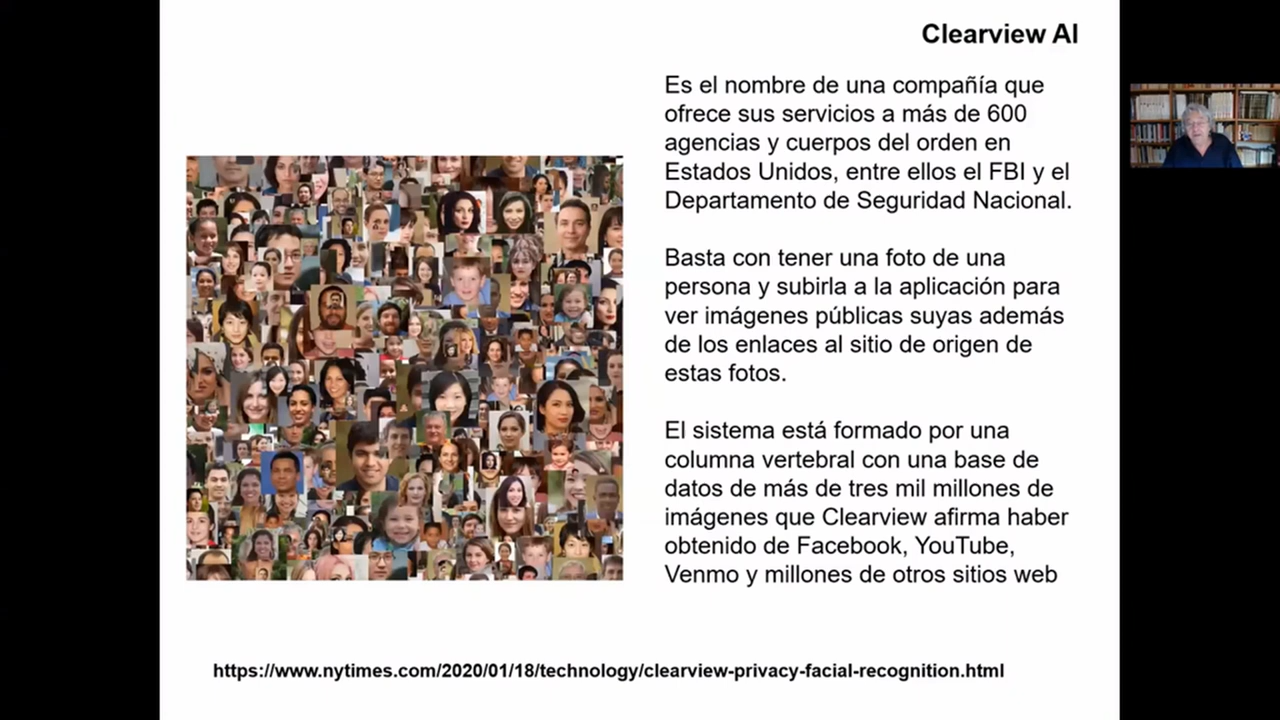 Clearview AI
Es el nombre de una compañía que
ofrece sus servicios a más de 600
agencias y cuerpos del orden en
Estados Unidos, entre ellos el FBI y el
Departamento de Seguridad Nacional.
Basta con tener una foto de una
persona y subirla a la aplicación para
ver imágenes públicas suyas además
de los enlaces al sitio de origen de
estas fotos.
El sistema está formado por una
columna vertebral con una base de
datos de más de tres mil millones de
imágenes que Clearview afirma haber
obtenido de Facebook, YouTube,
Venmo y millones de otros sitios web
https://www.nytimes.com/2020/01/18/technology/clearview-privacy-facial-recognition.html